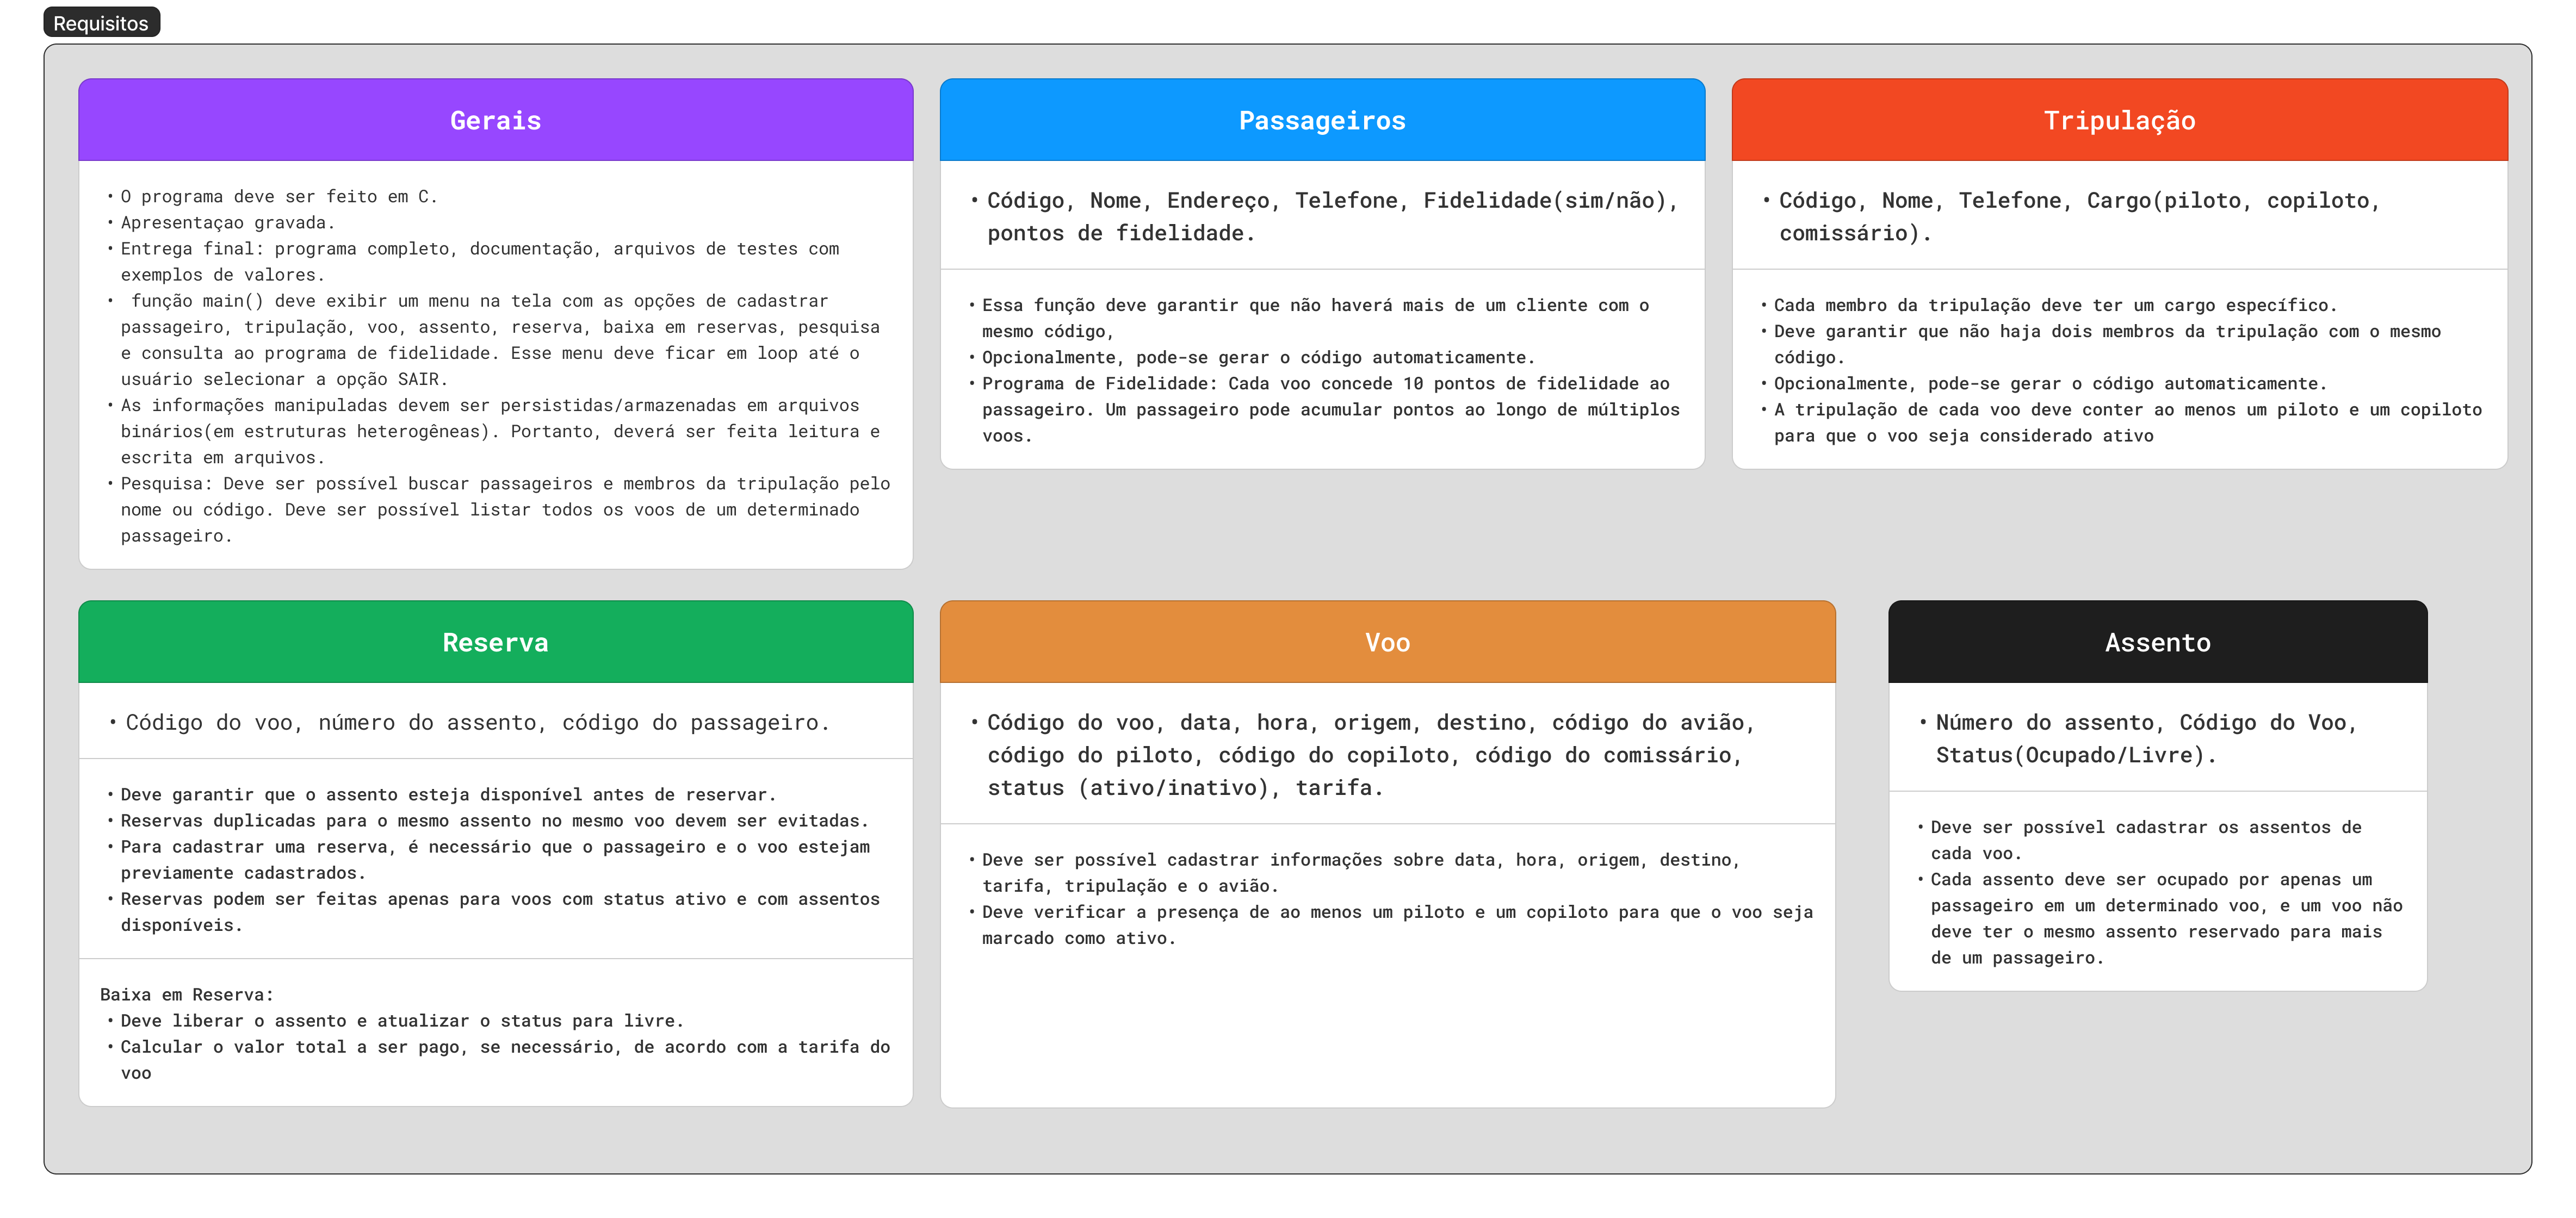 Requisitos
Gerais
• O programa deve ser feito em C.
• Apresentaçao gravada.
• Entrega final: programa completo, documentação, arquivos de testes com
exemplos de valores.
• função main() deve exibir um menu na tela com as opções de cadastrar
passageiro, tripulação, voo, assento, reserva, baixa em reservas, pesquisa
e consulta ao programa de fidelidade. Esse menu deve ficar em loop até o
usuário selecionar a opção SAIR.
• As informações manipuladas devem ser persistidas/armazenadas em arquivos
binários(em estruturas heterogêneas). Portanto, deverá ser feita leitura e
escrita em arquivos.
• Pesquisa: Deve ser possível buscar passageiros e membros da tripulação pelo
nome ou código. Deve ser possível listar todos os voos de um determinado
passageiro.
Passageiros
• Código, Nome, Endereço, Telefone, Fidelidade(sim/não),
pontos de fidelidade.
• Essa função deve garantir que não haverá mais de um cliente com o
mesmo código,
• Opcionalmente, pode-se gerar o código automaticamente.
• Programa de Fidelidade: Cada voo concede 10 pontos de fidelidade ao
passageiro. Um passageiro pode acumular pontos ao longo de múltiplos
voos.
Tripulação
• Código, Nome, Telefone, Cargo(piloto, copiloto,
comissário).
• Cada membro da tripulação deve ter um cargo específico.
• Deve garantir que não haja dois membros da tripulação com o mesmo
código.
• Opcionalmente, pode-se gerar o código automaticamente.
• A tripulação de cada voo deve conter ao menos um piloto e um copiloto
para que o voo seja considerado ativo
Reserva
• Código do voo, número do assento, código do passageiro.
• Deve garantir que o assento esteja disponível antes de reservar.
• Reservas duplicadas para o mesmo assento no mesmo voo devem ser evitadas.
• Para cadastrar uma reserva, é necessário que o passageiro e o voo estejam
previamente cadastrados.
• Reservas podem ser feitas apenas para voos com status ativo e com assentos
disponíveis.
Baixa em Reserva:
• Deve liberar o assento e atualizar o status para livre.
• Calcular o valor total a ser pago, se necessário, de acordo com a tarifa do
voo
Voo
• Código do voo, data, hora, origem, destino, código do avião,
código do piloto, código do copiloto, código do comissário,
status (ativo/inativo), tarifa.
• Deve ser possível cadastrar informações sobre data, hora, origem, destino,
tarifa, tripulação e o avião.
• Deve verificar a presença de ao menos um piloto e um copiloto para que o voo seja
marcado como ativo.
Assento
• Número do assento, Código do Voo,
Status(Ocupado/Livre).
• Deve ser possível cadastrar os assentos de
cada voo.
• Cada assento deve ser ocupado por apenas um
passageiro em um determinado voo, e um voo não
deve ter o mesmo assento reservado para mais
de um passageiro.